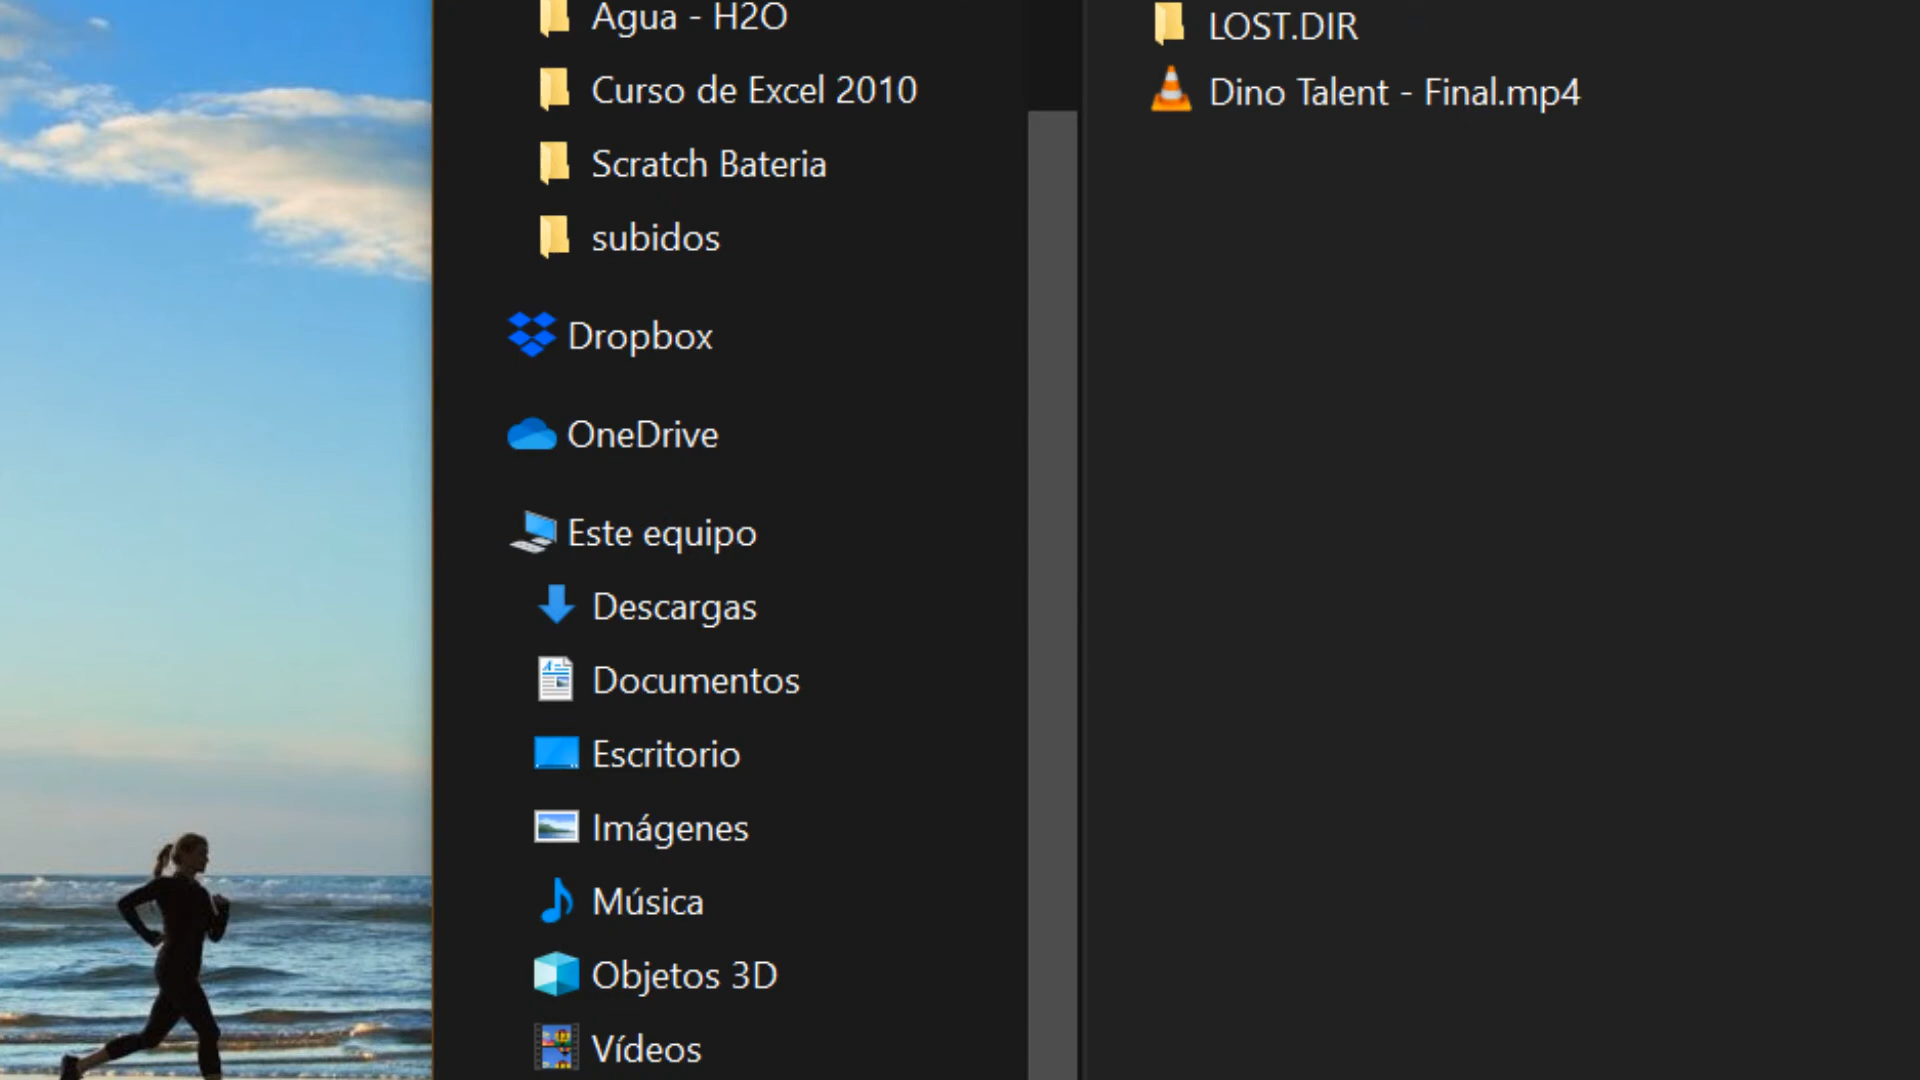 Agua - H2O
Curso de Excel 2010
Scratch Bateria
subidos
Dropbox
OneDrive
Este equipo
Descargas
Documentos
Escritorio
Imágenes
Música
Objetos 3D
Vídeos
LOST.DIR
Dino Talent - Final.mp4